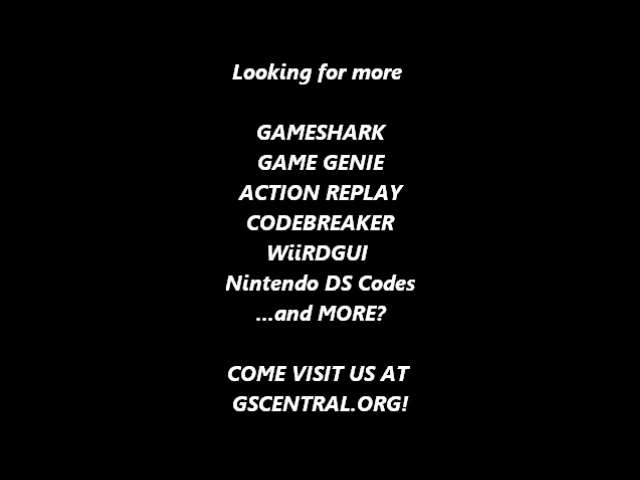 Looking for more
GAMESHARK
GAME GENIE
ACTION REPLAY
CODEBREAKER
WiiRDGUI
Nintendo DS Codes
...and MORE?
COME VISIT US AT
GSCENTRAL.ORG!